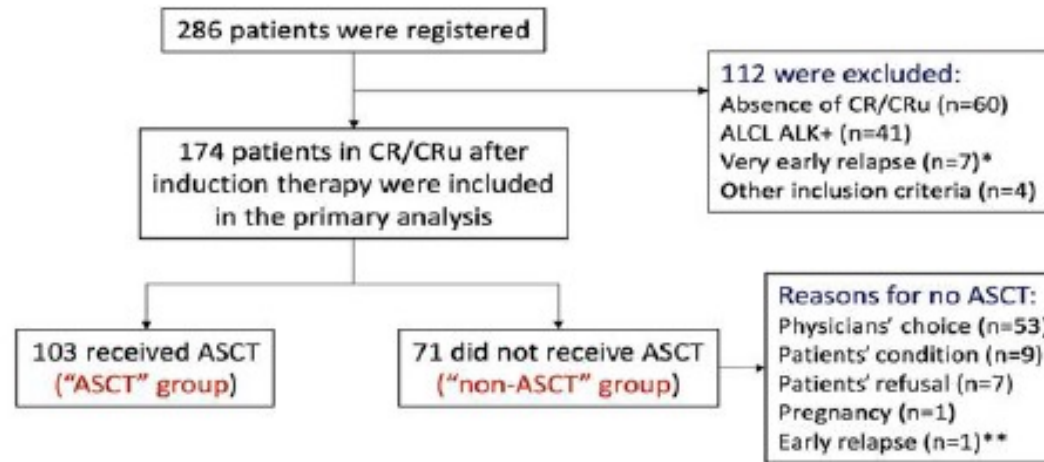 286 patients were registered
112 were excluded:
Absence of CR/CRu (n=60)
ALCL ALK+ (n=41)
Very early relapse (n=7)*
Other inclusion criteria (n=4)
174 patients in CR/CRu after
induction therapy were included
in the primary analysis
103 received ASCT
("ASCT" group)
71 did not receive ASCT
("non-ASCT" group)
Reasons for no ASCT:
Physicians' choice (n=53)
Patients' condition (n=9)
Patients' refusal (n=7)
Pregnancy (n=1)
Early relapse (n=1)**